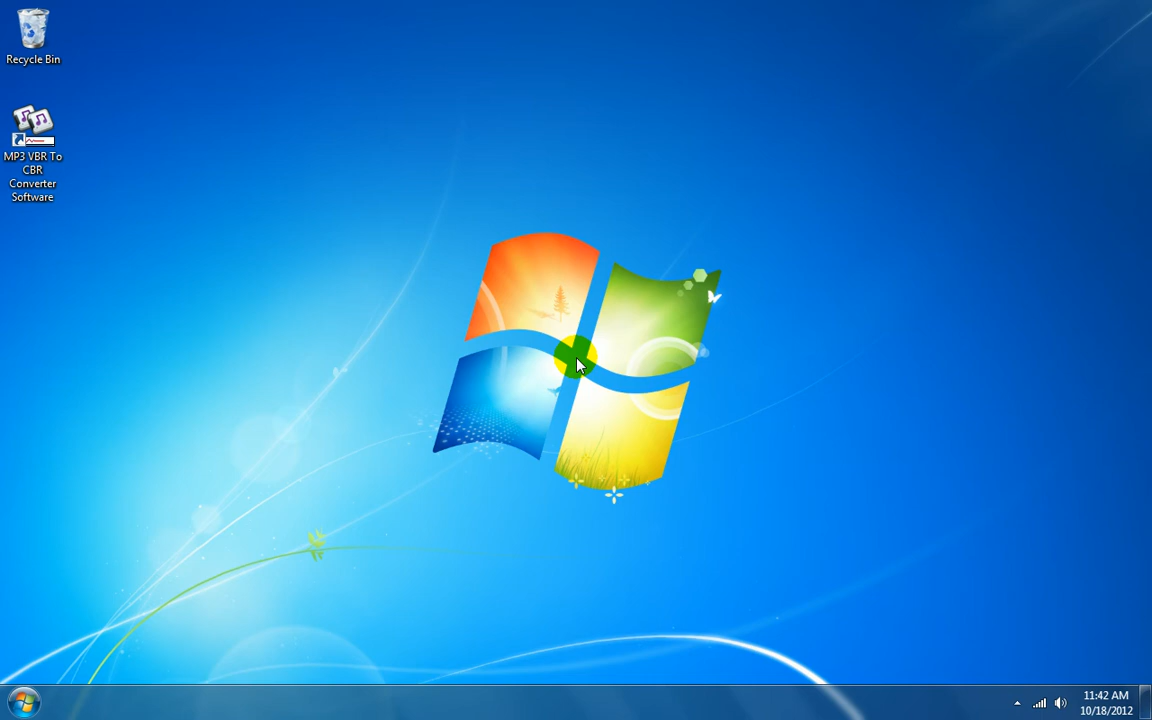 Recycle Bin
MP3 VBR To
CBR
Converter
Software
11:42 AM
10/18/2012